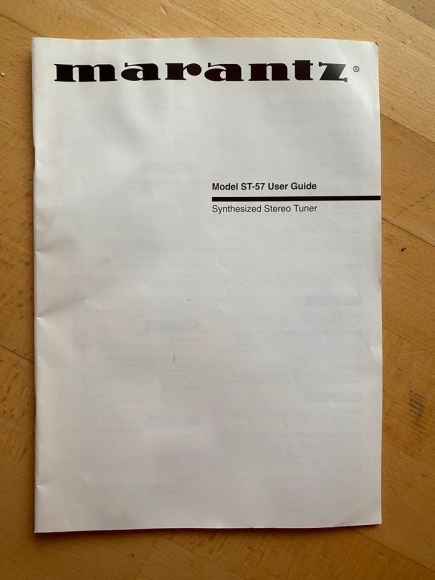 marantz®
Model ST-57 User Guide
Synthesized Stereo Tuner